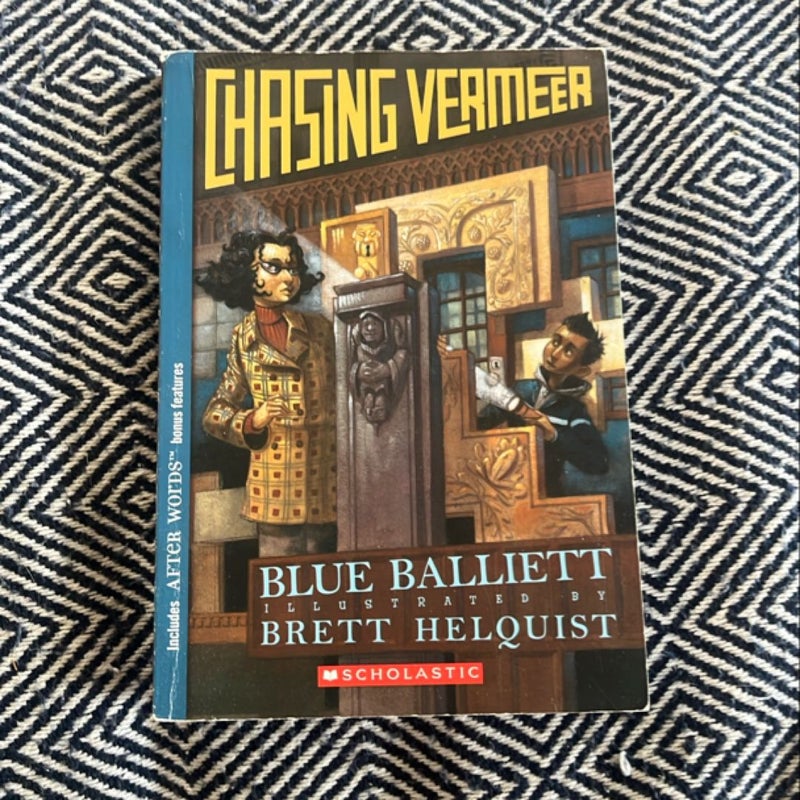 CHASING VERMEER
Includes AFTER WORDS™ bonus features
BLUE BALLIETT
ILLUSTRATED BY
BRETT HELQUIST
SCHOLASTIC